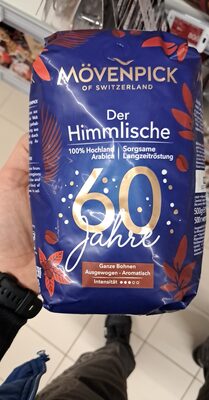 MÖVENPICK
OF SWITZERLAND
Der
Himmlische
100% Hochland Arabica
Sorgsame Langzeitröstung
60
Jahre
Ganze Bohnen
Ausgewogen - Aromatisch
Intensität